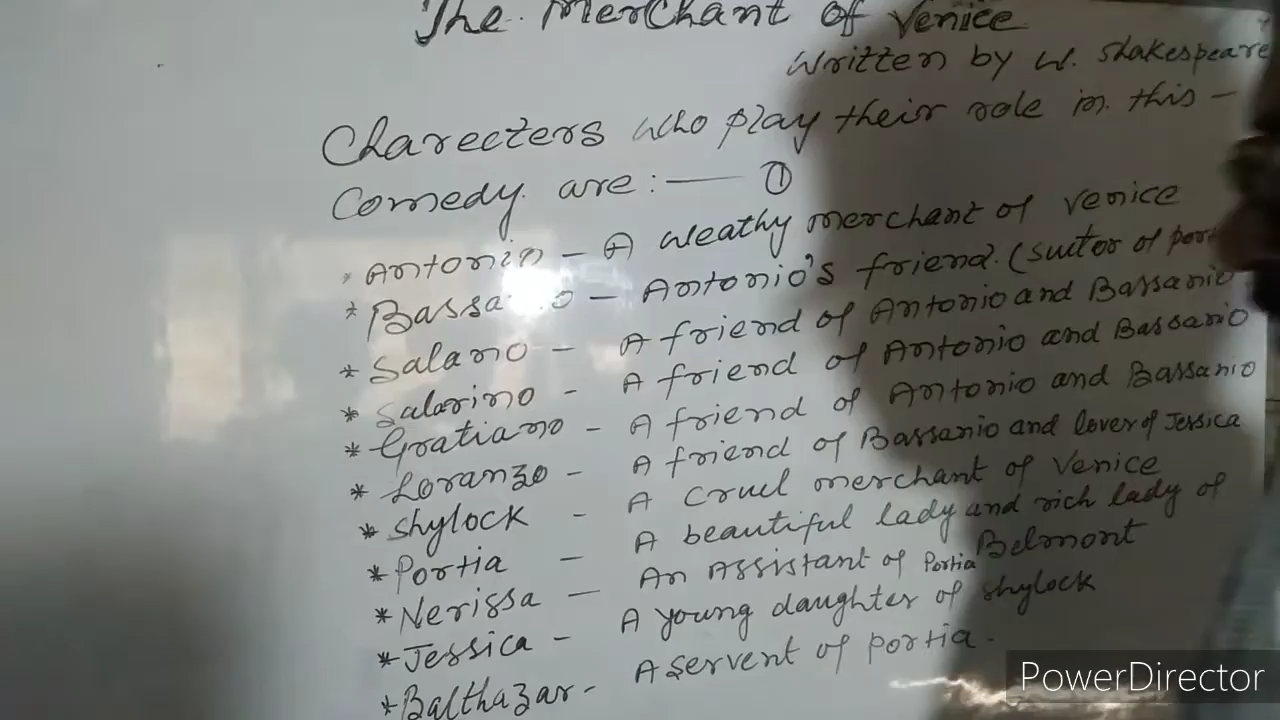 The Merchant of Venice
Written by W. Shakespeare
Charecters who play their role in this -
Comedy are :— ①
* Antonio - A weathy merchant of Venice
* Bassa o - Antonio's friend. (suitor of por
* Salano - A friend of Antonio and Bassanio
* Salarino - A friend of Antonio and Bassanio
* Gratiano - A friend of Antonio and Bassanio
* Loranzo - A friend of Bassanio and lover of Jessica
* Shylock - A cruel merchant of Venice
* Portia - A beautiful lady and rich lady of Belmont
* Nerissa - An Assistant of Portia
* Jessica - A young daughter of Shylock
* Balthazar - A servent of portia.
PowerDirector